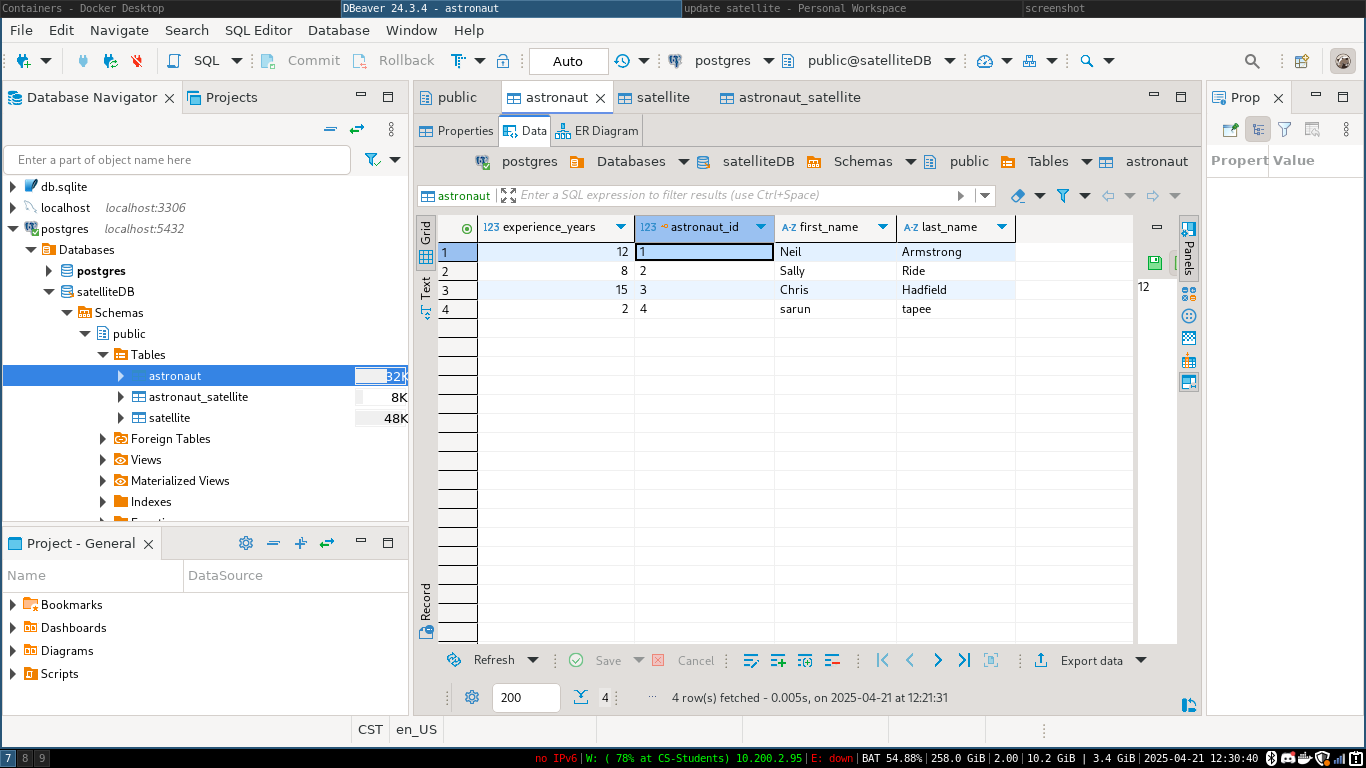 Containers - Docker Desktop
DBeaver 24.3.4 - astronaut
update satellite - Personal Workspace
screenshot
File Edit Navigate Search SQL Editor Database Window Help
SQL Commit Rollback Auto postgres public@satelliteDB
Database Navigator Projects
Enter a part of object name here
db.sqlite
localhost localhost:3306
postgres localhost:5432
Databases
postgres
satelliteDB
Schemas
public
Tables
astronaut 32K
astronaut_satellite 8K
satellite 48K
Foreign Tables
Views
Materialized Views
Indexes
Project - General
Name DataSource
Bookmarks
Dashboards
Diagrams
Scripts
public astronaut satellite astronaut_satellite
Properties Data ER Diagram
postgres Databases satelliteDB Schemas public Tables astronaut
astronaut Enter a SQL expression to filter results (use Ctrl+Space)
Grid
Text
Record
123 experience_years 123 astronaut_id A-Z first_name A-Z last_name
1 12 1 Neil Armstrong
2 8 2 Sally Ride
3 15 3 Chris Hadfield
4 2 4 sarun tapee
12
Panels
Refresh Save Cancel Export data
200 4 ··· 4 row(s) fetched - 0.005s, on 2025-04-21 at 12:21:31
Prop
Propert Value
CST en_US
7 8 9
no IPv6|W: ( 78% at CS-Students) 10.200.2.95|E: down|BAT 54.88%|258.0 GiB|2.00|10.2 GiB | 3.4 GiB|2025-04-21 12:30:40